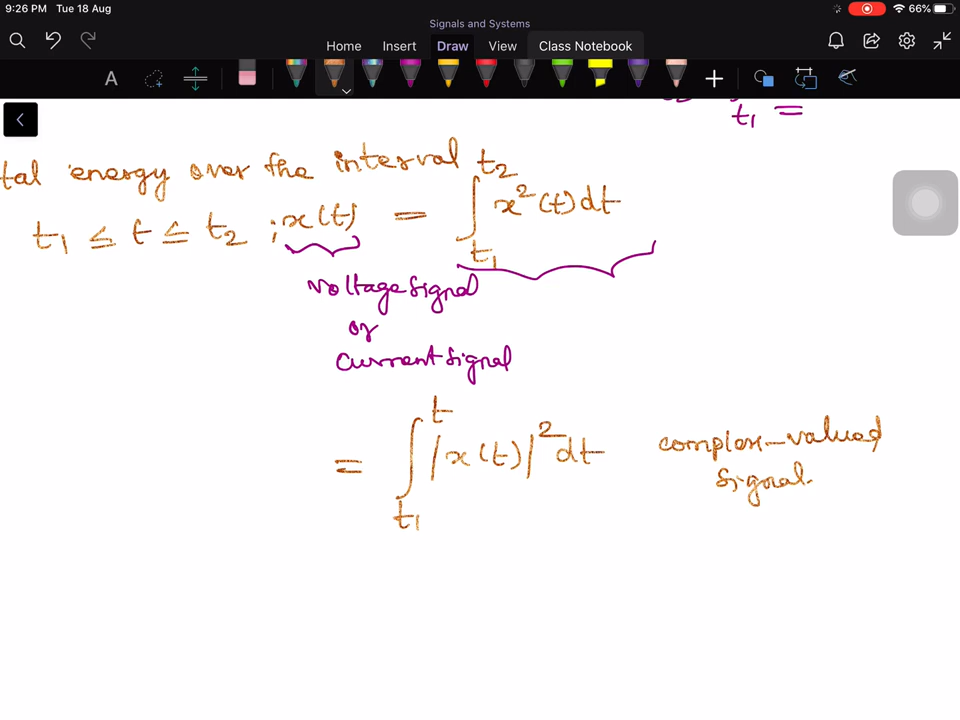 9:26 PM Tue 18 Aug
66%
Signals and Systems
Home Insert Draw View Class Notebook
A
t₁ =
tal energy over the interval
t₁ ≤ t ≤ t₂ ; x(t) = ∫_{t₁}^{t₂} x²(t) dt
Voltage signal
or
Current signal
= ∫_{t₁}^{t} |x(t)|² dt
complex-valued
signal.